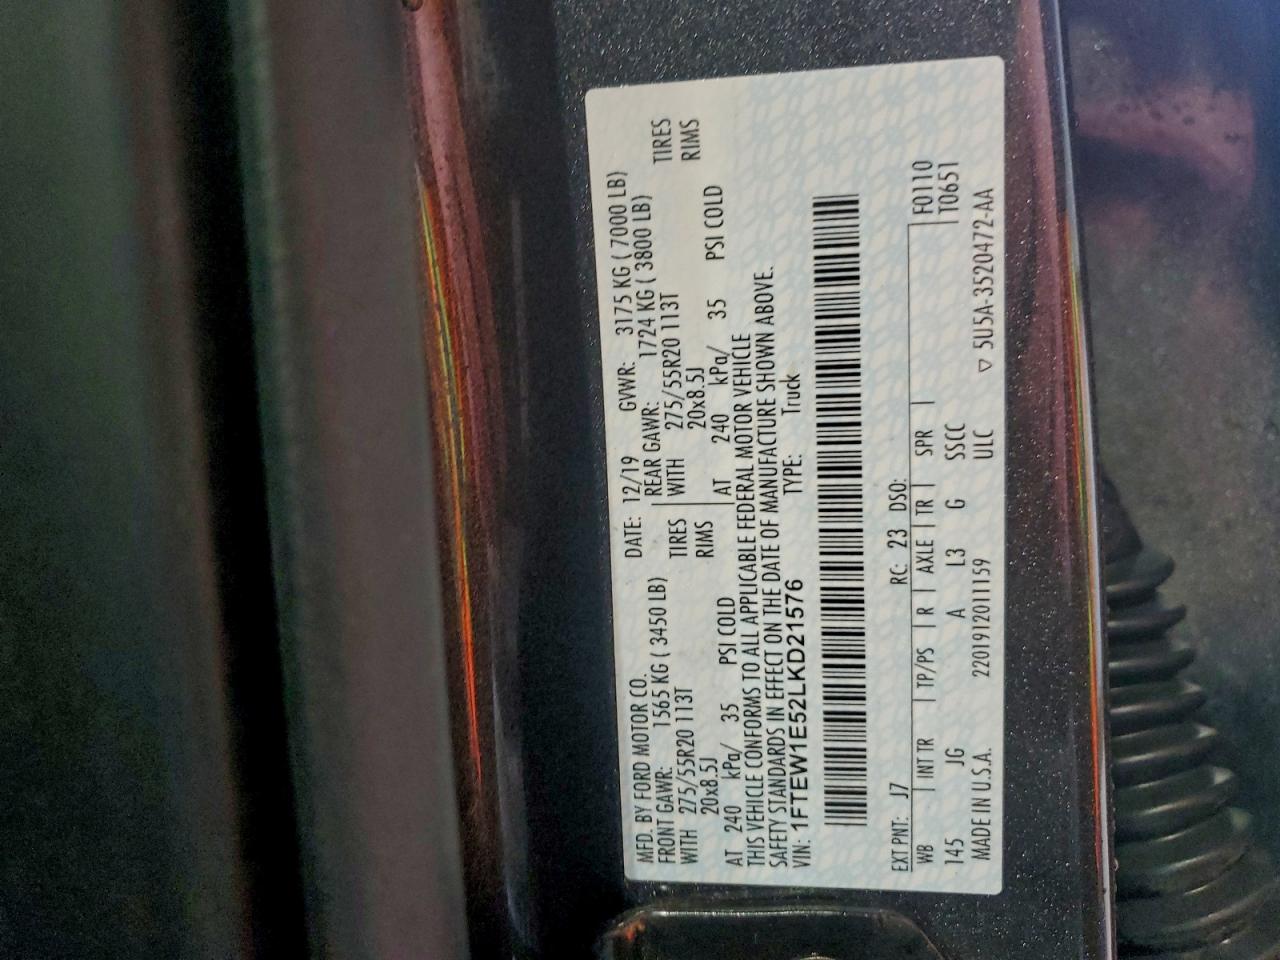 MFD. BY FORD MOTOR CO. DATE: 12/19 GVWR: 3175 KG ( 7000 LB)
FRONT GAWR: 1565 KG ( 3450 LB) REAR GAWR: 1724 KG ( 3800 LB)
WITH 275/55R20 113T TIRES WITH 275/55R20 113T TIRES
20x8.5J RIMS 20x8.5J RIMS
AT 240 kPa/ 35 PSI COLD AT 240 kPa/ 35 PSI COLD
THIS VEHICLE CONFORMS TO ALL APPLICABLE FEDERAL MOTOR VEHICLE
SAFETY STANDARDS IN EFFECT ON THE DATE OF MANUFACTURE SHOWN ABOVE.
VIN: 1FTEW1E52LKD21576 TYPE: Truck
EXT PNT: J7 RC: 23 DSO: F0110
WB INT TR TP/PS R AXLE TR SPR T0651
145 JG A L3 G SSCC
MADE IN U.S.A. 2201912011159 ULC ▽ 5U5A-3520472-AA